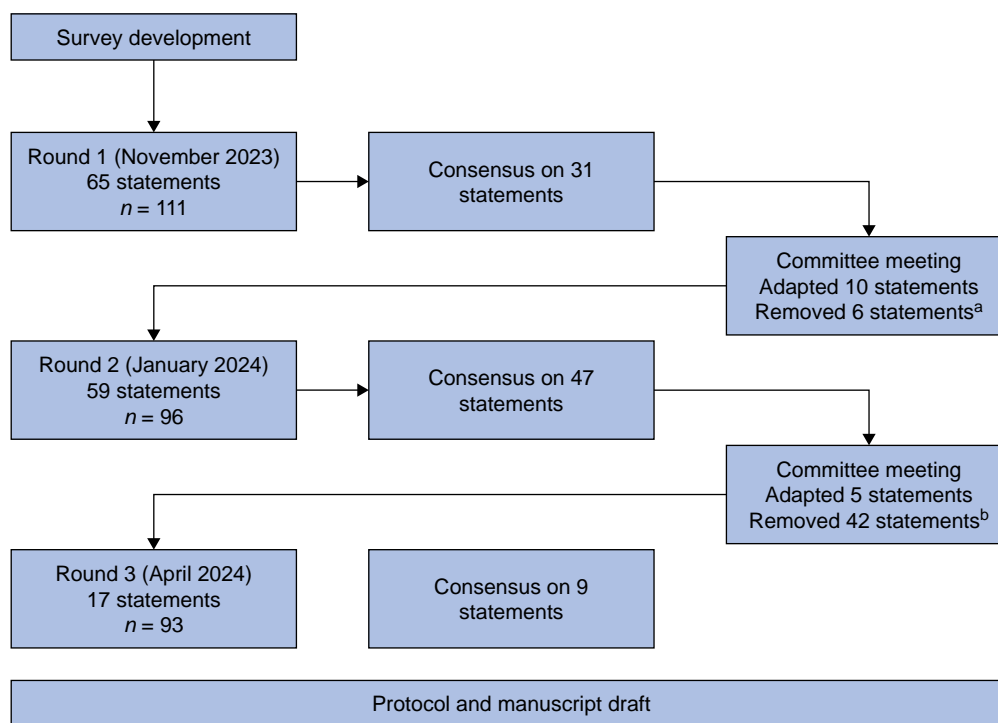 Survey development
Round 1 (November 2023)
65 statements
n = 111
Consensus on 31
statements
Committee meeting
Adapted 10 statements
Removed 6 statementsa
Round 2 (January 2024)
59 statements
n = 96
Consensus on 47
statements
Committee meeting
Adapted 5 statements
Removed 42 statementsb
Round 3 (April 2024)
17 statements
n = 93
Consensus on 9
statements
Protocol and manuscript draft